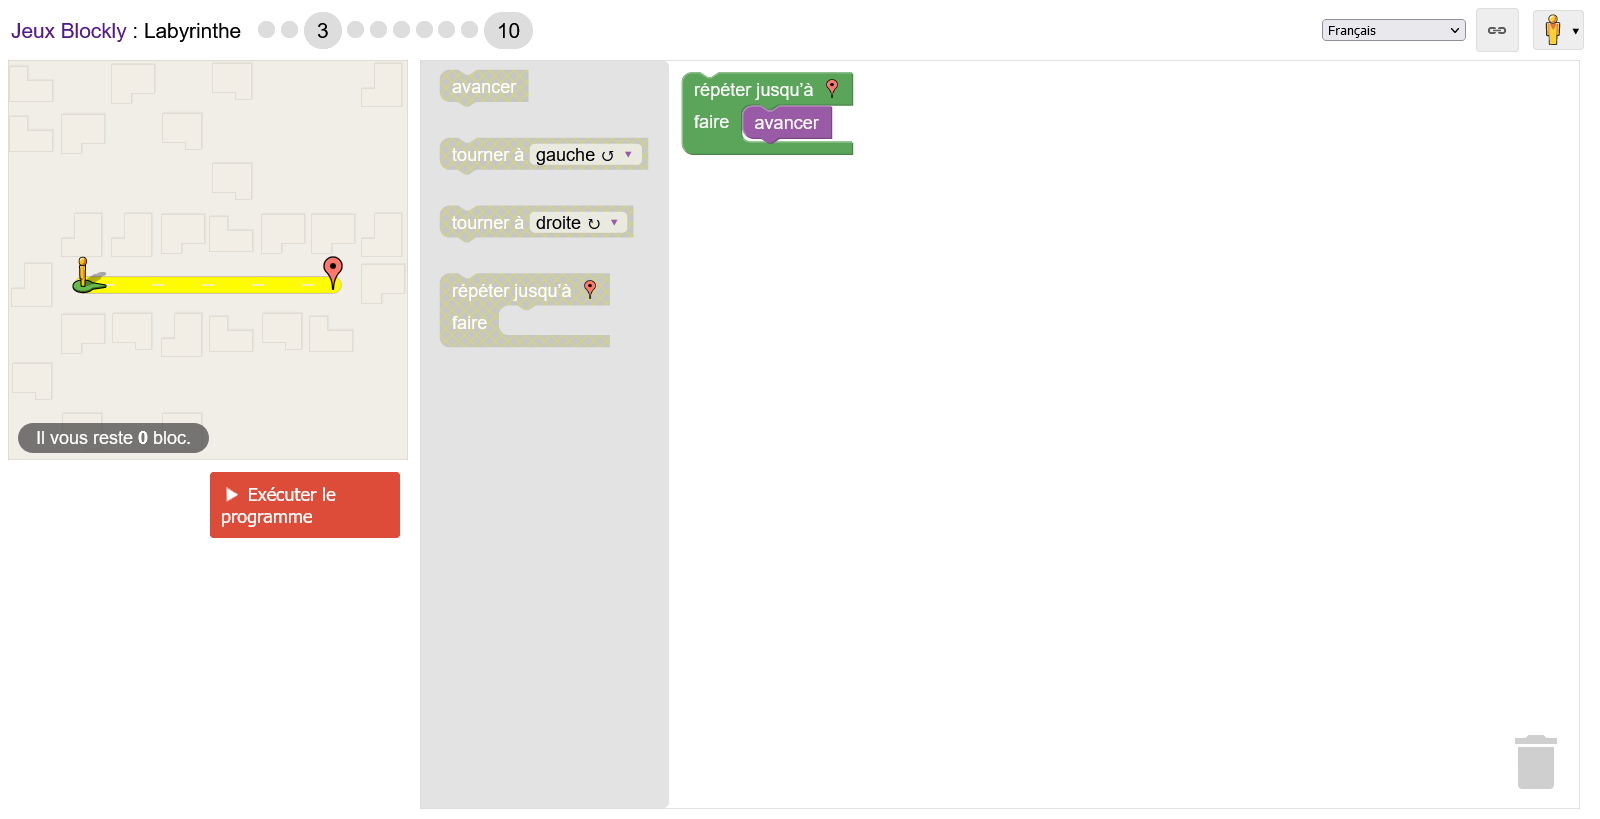 Jeux Blockly : Labyrinthe 3 10 Français
avancer
tourner à gauche ↺ ▼
tourner à droite ↻ ▼
répéter jusqu'à
faire
répéter jusqu'à
faire avancer
Il vous reste 0 bloc.
Exécuter le
programme